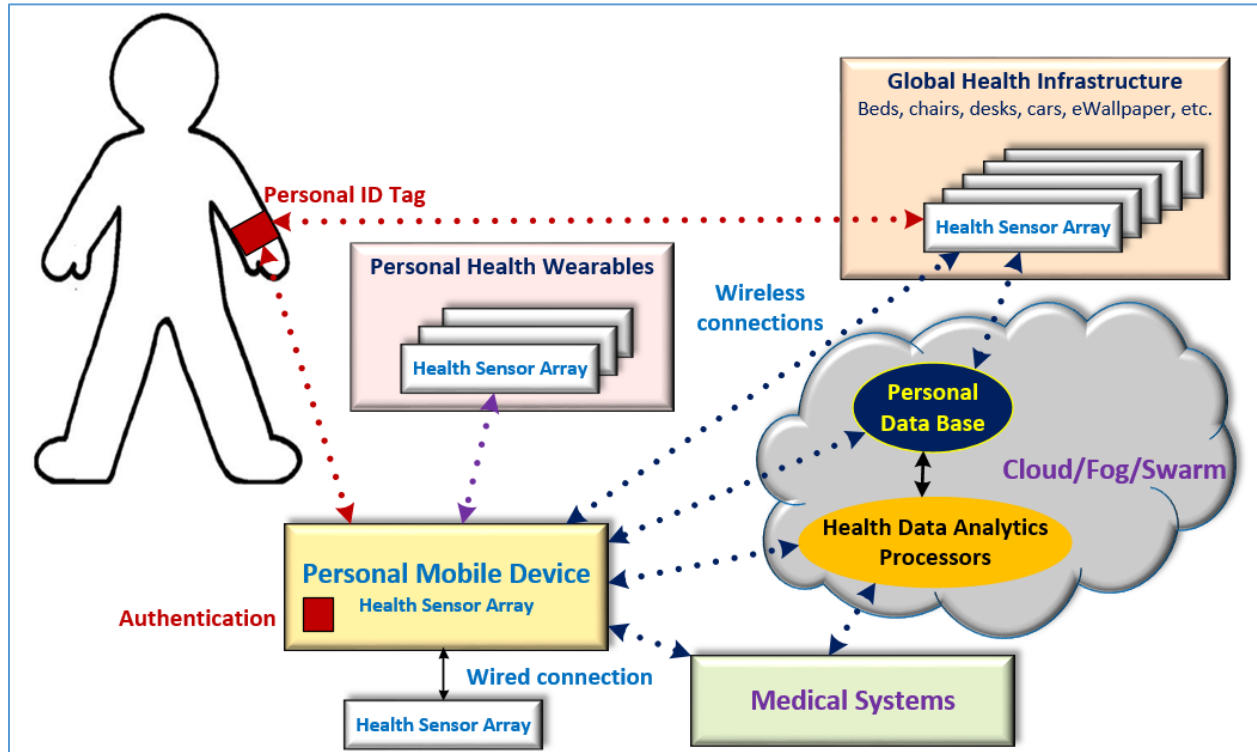 Global Health Infrastructure
Beds, chairs, desks, cars, eWallpaper, etc.
Health Sensor Array
Personal ID Tag
Personal Health Wearables
Health Sensor Array
Wireless
connections
Personal
Data Base
Cloud/Fog/Swarm
Health Data Analytics
Processors
Personal Mobile Device
Health Sensor Array
Authentication
Wired connection
Health Sensor Array
Medical Systems